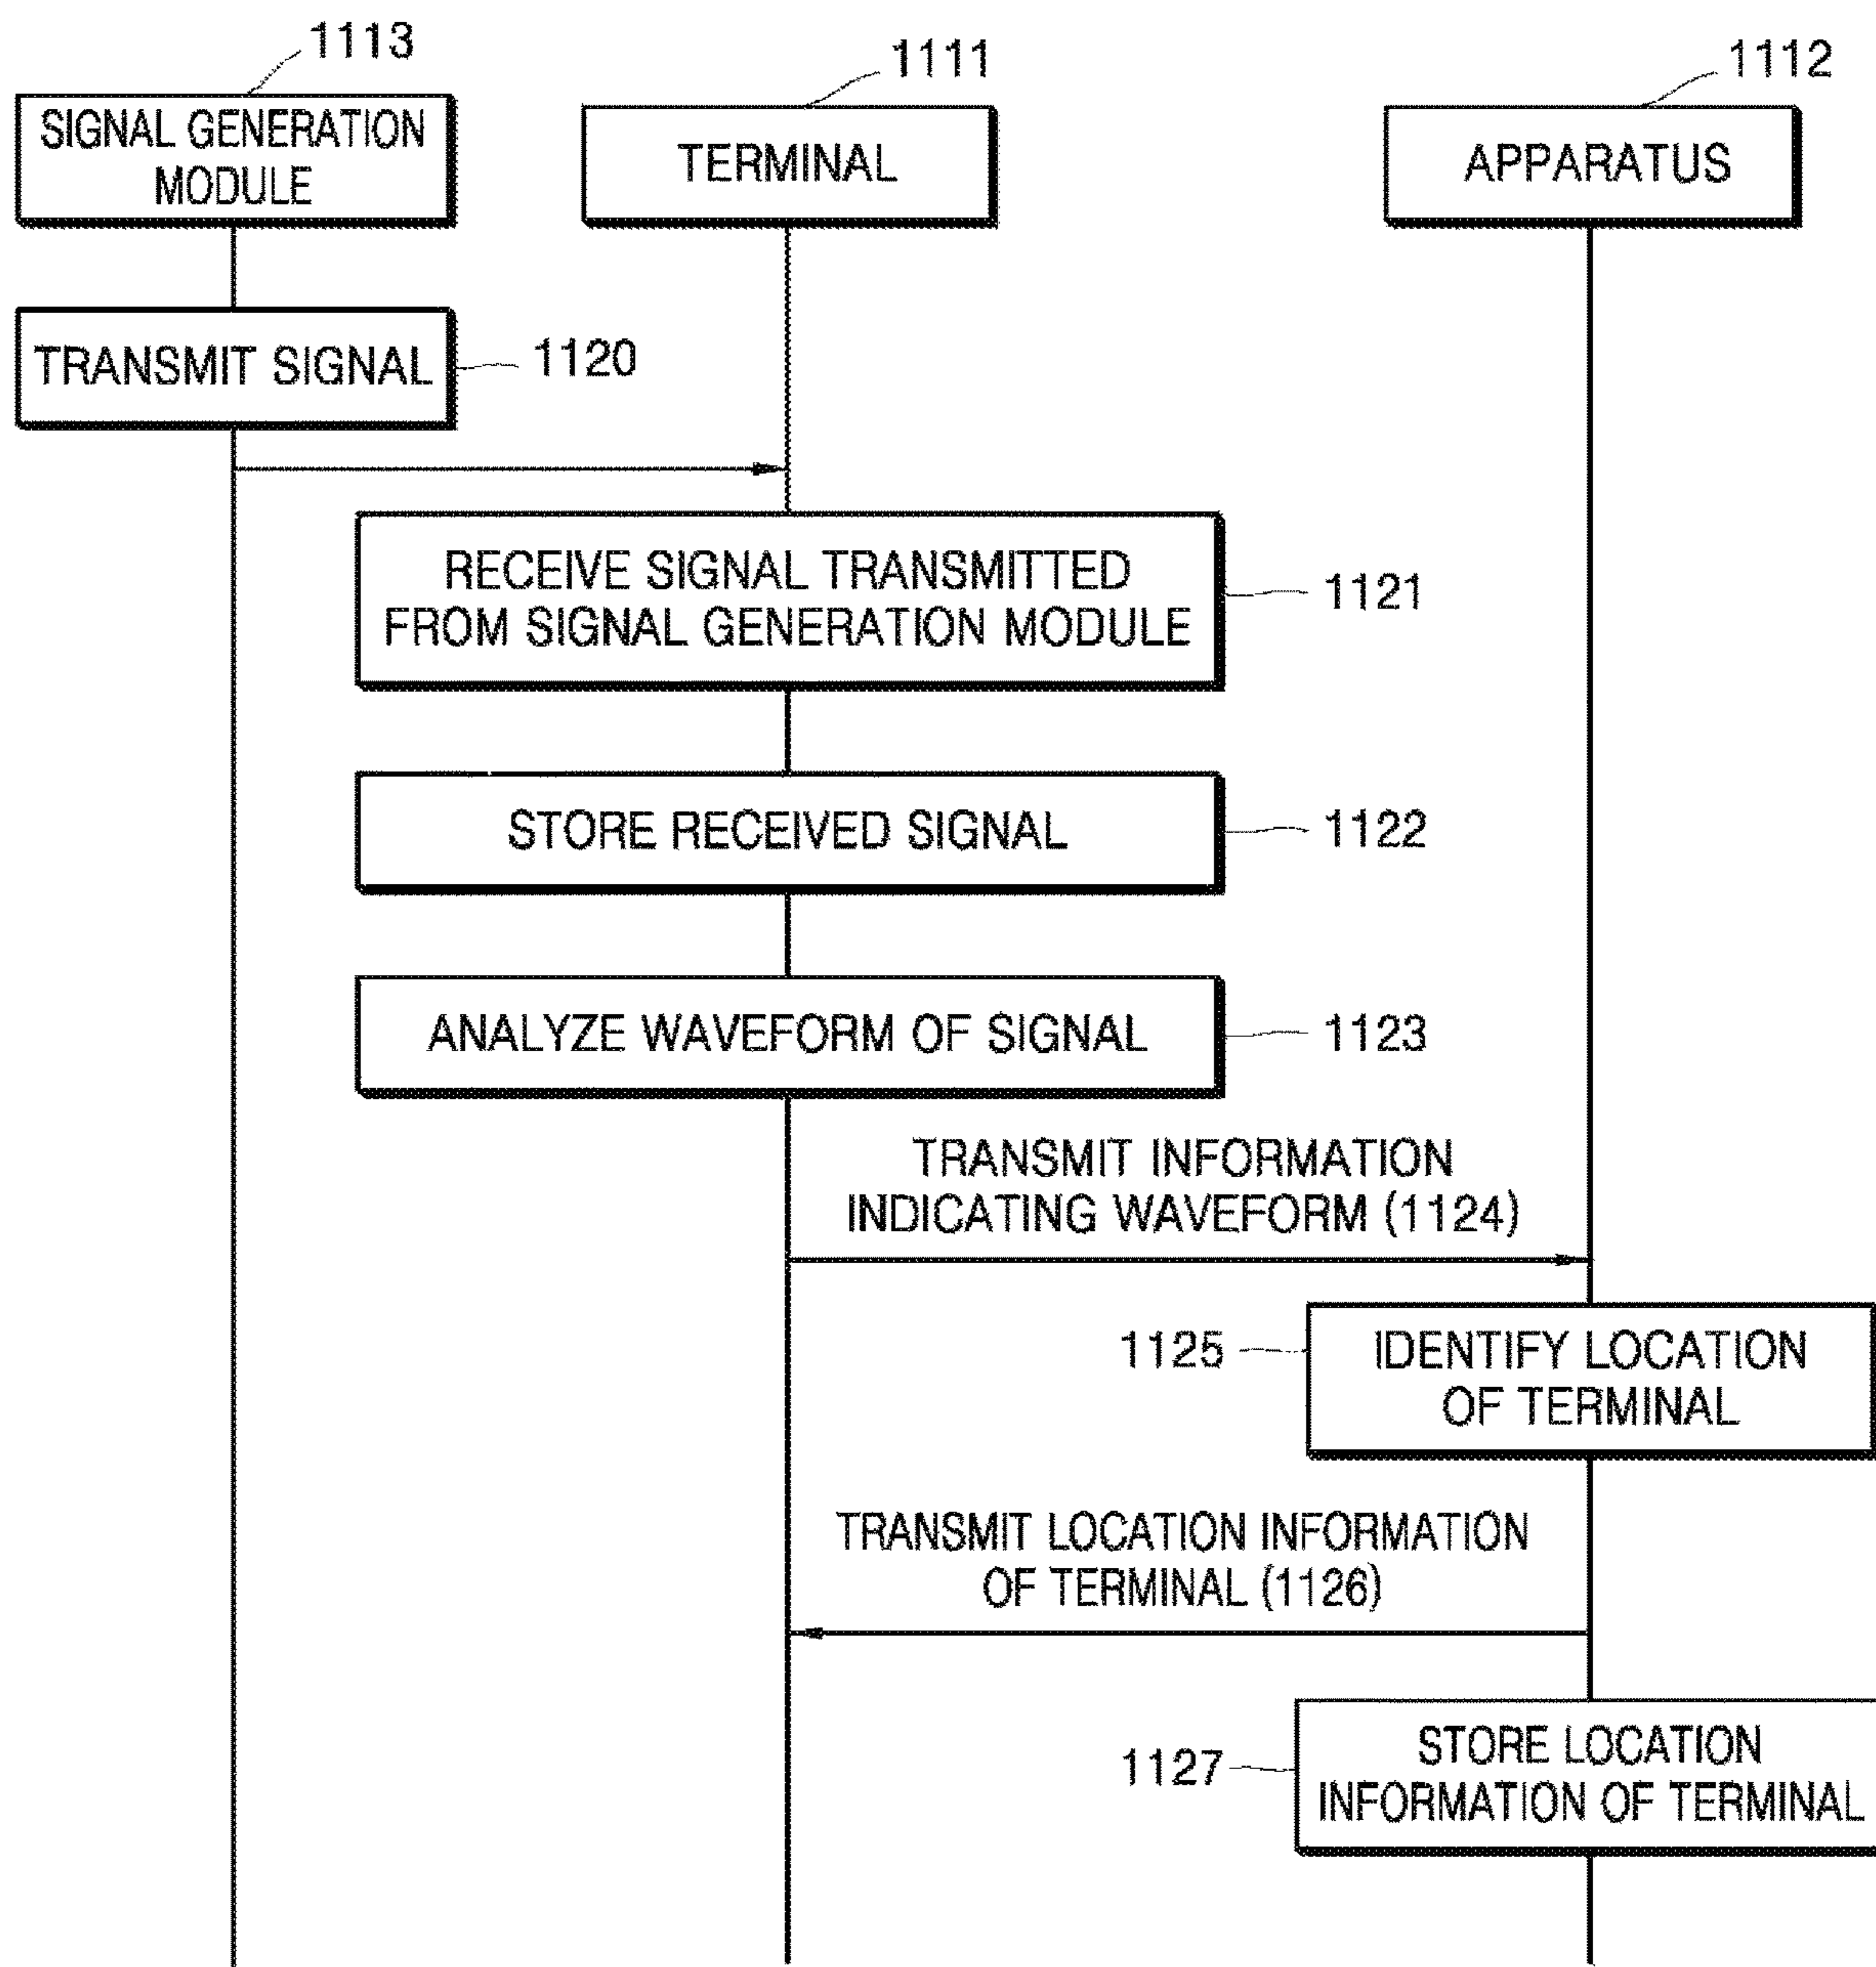 1113
1111
1112
SIGNAL GENERATION
MODULE
TERMINAL
APPARATUS
TRANSMIT SIGNAL
1120
RECEIVE SIGNAL TRANSMITTED
FROM SIGNAL GENERATION MODULE
1121
STORE RECEIVED SIGNAL
1122
ANALYZE WAVEFORM OF SIGNAL
1123
TRANSMIT INFORMATION
INDICATING WAVEFORM (1124)
1125
IDENTIFY LOCATION
OF TERMINAL
TRANSMIT LOCATION INFORMATION
OF TERMINAL (1126)
1127
STORE LOCATION
INFORMATION OF TERMINAL